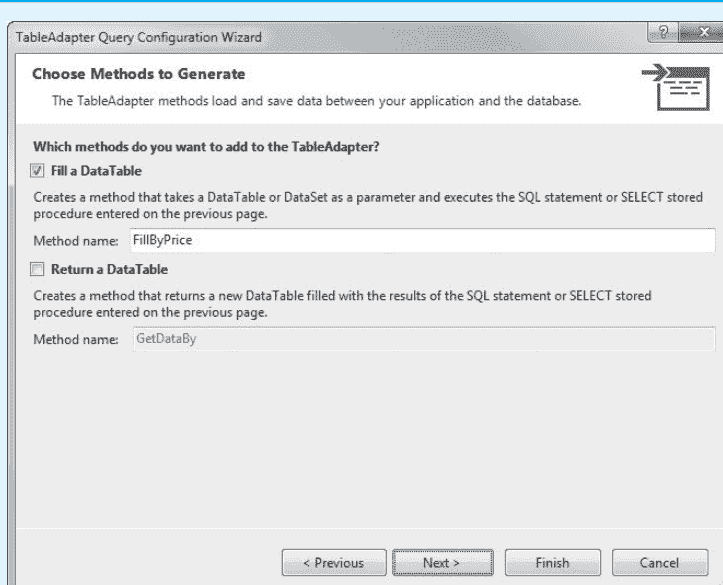 TableAdapter Query Configuration Wizard
?
X
Choose Methods to Generate
The TableAdapter methods load and save data between your application and the database.
Which methods do you want to add to the TableAdapter?
Fill a DataTable
Creates a method that takes a DataTable or DataSet as a parameter and executes the SQL statement or SELECT stored
procedure entered on the previous page.
Method name: FillByPrice
Return a DataTable
Creates a method that returns a new DataTable filled with the results of the SQL statement or SELECT stored
procedure entered on the previous page.
Method name: GetDataBy
< Previous Next > Finish Cancel